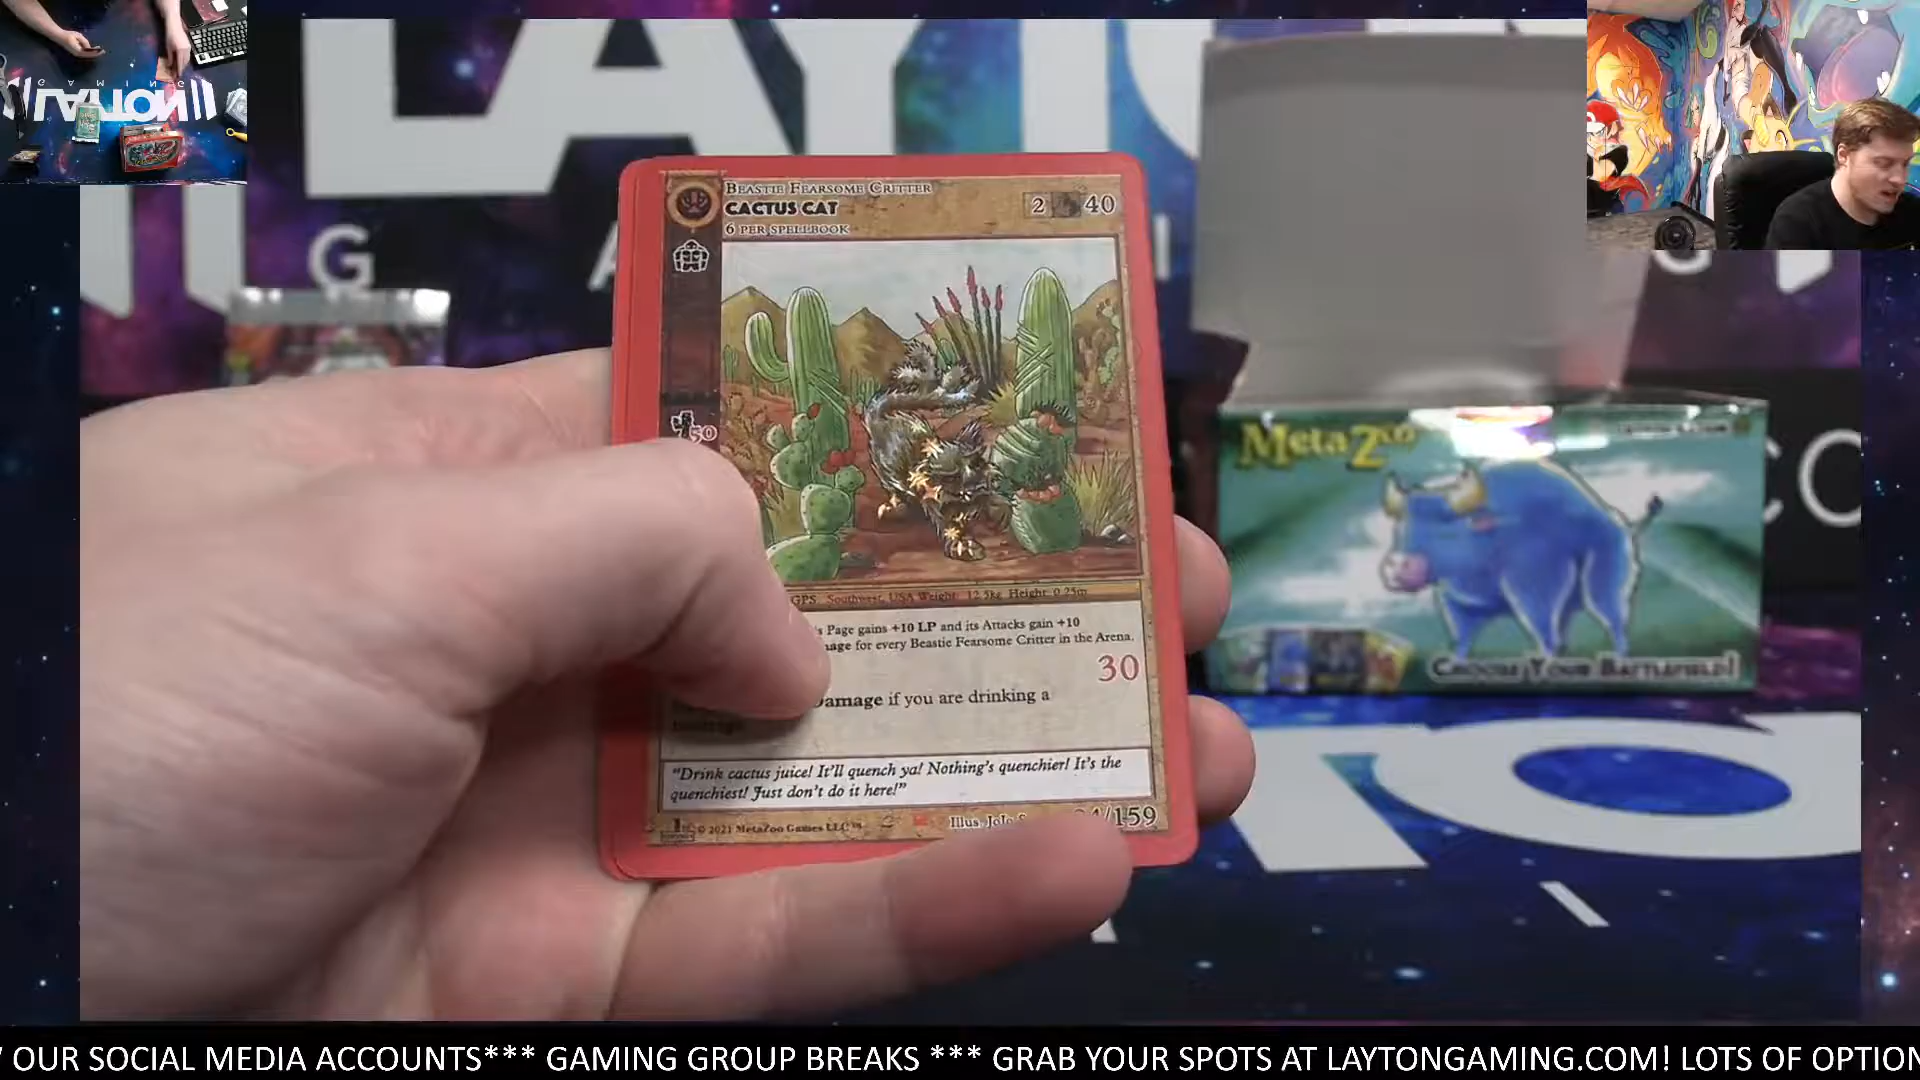 LAYTO
G A
BEASTIE FEARSOME CRITTER
CACTUS CAT
2 40
6 PER SPELLBOOK
50
GPS Southwest, USA Weight: 12.5kg Height: 0.25m
Page gains +10 LP and its Attacks gain +10
for every Beastie Fearsome Critter in the Arena.
30
Damage if you are drinking a
"Drink cactus juice! It'll quench ya! Nothing's quenchier! It's the
quenchiest! Just don't do it here!"
© 2021 MetaZoo Games LLC
Illus. JoJo
/159
MetaZoo
CHOOSE YOUR BATTLEFIELD!
OUR SOCIAL MEDIA ACCOUNTS*** GAMING GROUP BREAKS *** GRAB YOUR SPOTS AT LAYTONGAMING.COM! LOTS OF OPTION